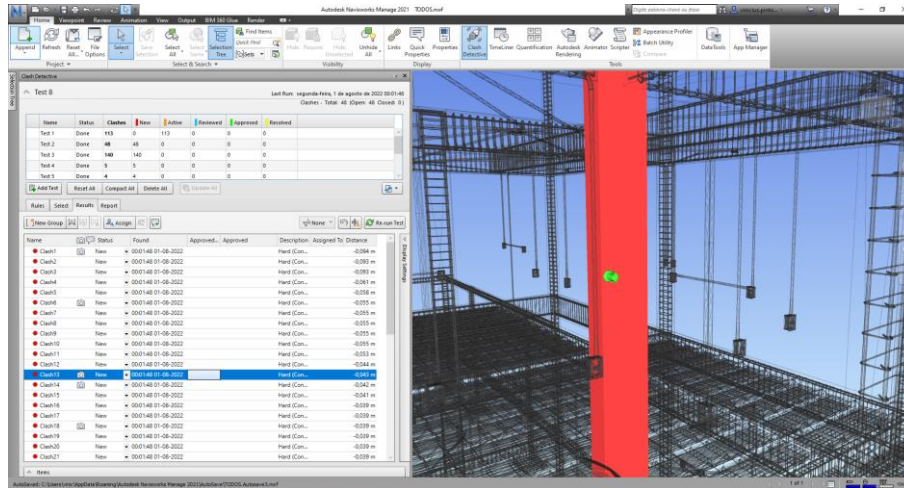 Autodesk Navisworks Manage 2021 TODOS.nwf
Home Viewpoint Review Animation View Output BIM 360 Glue Render
Append Refresh Reset All... File Options Select Save Selection Select All Select Same Selection Tree Find Items Quick Find Sets Hide Require Hide Unselected Unhide All Links Quick Properties Properties Clash Detective TimeLiner Quantification Autodesk Rendering Animator Scripter Appearance Profiler Batch Utility Compare DataTools App Manager
Project Select & Search Visibility Display Tools
Selection Tree
Clash Detective
Test 8
Last Run: segunda-feira, 1 de agosto de 2022 00:01:48
Clashes - Total: 48 (Open: 48 Closed: 0)
Name Status Clashes New Active Reviewed Approved Resolved
Test 1 Done 113 0 113 0 0 0
Test 2 Done 48 48 0 0 0 0
Test 3 Done 140 140 0 0 0 0
Test 4 Done 5 5 0 0 0 0
Test 5 Done 4 4 0 0 0 0
Add Test Reset All Compact All Delete All Update All
Rules Select Results Report
New Group Assign None Re-run Test
Name Status Found Approved... Approved Description Assigned To Distance
Clash1 New 00:01:48 01-08-2022 Hard (Con... -0,094 m
Clash2 New 00:01:48 01-08-2022 Hard (Con... -0,093 m
Clash3 New 00:01:48 01-08-2022 Hard (Con... -0,093 m
Clash4 New 00:01:48 01-08-2022 Hard (Con... -0,061 m
Clash5 New 00:01:48 01-08-2022 Hard (Con... -0,058 m
Clash6 New 00:01:48 01-08-2022 Hard (Con... -0,055 m
Clash7 New 00:01:48 01-08-2022 Hard (Con... -0,055 m
Clash8 New 00:01:48 01-08-2022 Hard (Con... -0,055 m
Clash9 New 00:01:48 01-08-2022 Hard (Con... -0,055 m
Clash10 New 00:01:48 01-08-2022 Hard (Con... -0,055 m
Clash11 New 00:01:48 01-08-2022 Hard (Con... -0,053 m
Clash12 New 00:01:48 01-08-2022 Hard (Con... -0,044 m
Clash13 New 00:01:48 01-08-2022 Hard (Con... -0,043 m
Clash14 New 00:01:48 01-08-2022 Hard (Con... -0,042 m
Clash15 New 00:01:48 01-08-2022 Hard (Con... -0,041 m
Clash16 New 00:01:48 01-08-2022 Hard (Con... -0,039 m
Clash17 New 00:01:48 01-08-2022 Hard (Con... -0,039 m
Clash18 New 00:01:48 01-08-2022 Hard (Con... -0,039 m
Clash19 New 00:01:48 01-08-2022 Hard (Con... -0,039 m
Clash20 New 00:01:48 01-08-2022 Hard (Con... -0,039 m
Clash21 New 00:01:48 01-08-2022 Hard (Con... -0,039 m
Display Settings
Items
1 of 1